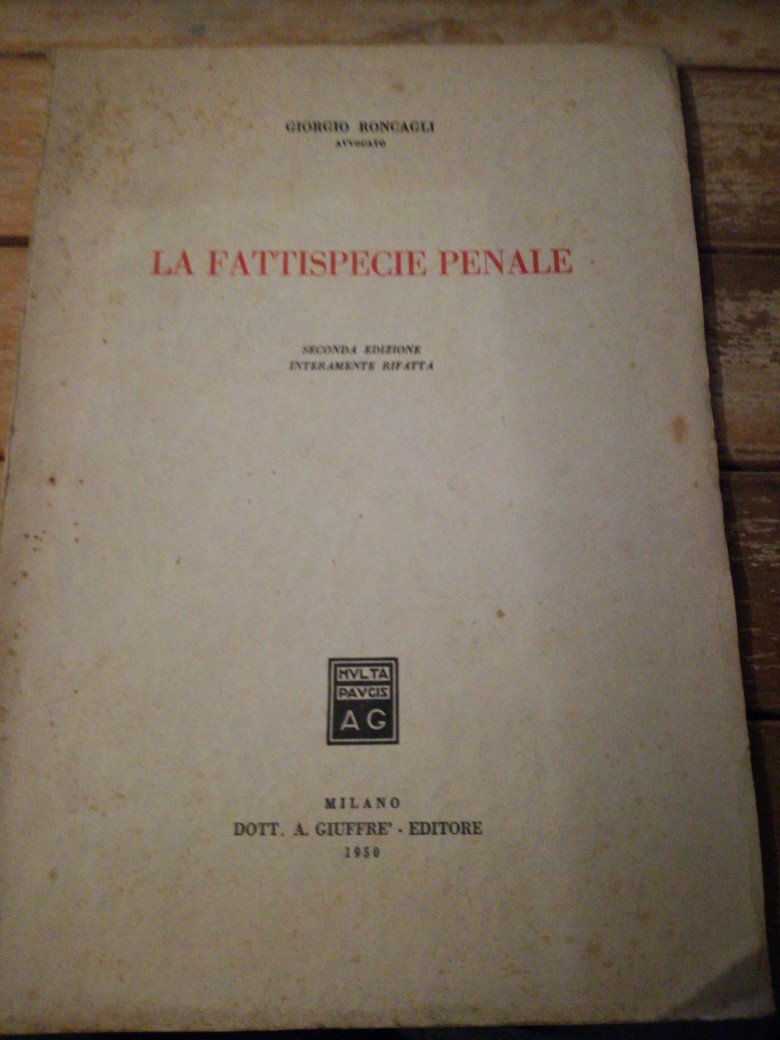 GIORGIO RONCAGLI
AVVOCATO
LA FATTISPECIE PENALE
SECONDA EDIZIONE
INTERAMENTE RIFATTA
MVLTA
PAVCIS
AG
MILANO
DOTT. A. GIUFFRE' - EDITORE
1950